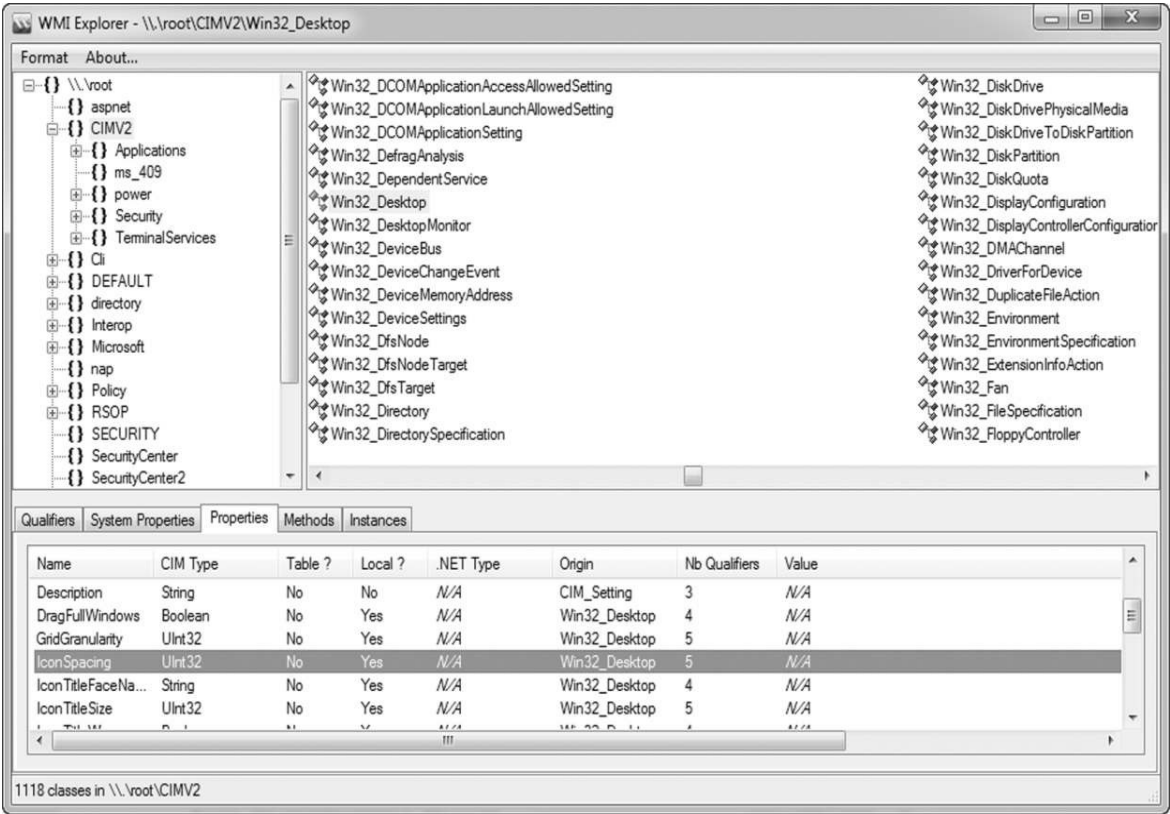 WMI Explorer - \\.\root\CIMV2\Win32_Desktop
Format About...
\\.\root
aspnet
CIMV2
Applications
ms_409
power
Security
TerminalServices
Cli
DEFAULT
directory
Interop
Microsoft
nap
Policy
RSOP
SECURITY
SecurityCenter
SecurityCenter2
Win32_DCOMApplicationAccessAllowedSetting
Win32_DCOMApplicationLaunchAllowedSetting
Win32_DCOMApplicationSetting
Win32_DefragAnalysis
Win32_DependentService
Win32_Desktop
Win32_DesktopMonitor
Win32_DeviceBus
Win32_DeviceChangeEvent
Win32_DeviceMemoryAddress
Win32_DeviceSettings
Win32_DfsNode
Win32_DfsNodeTarget
Win32_DfsTarget
Win32_Directory
Win32_DirectorySpecification
Win32_DiskDrive
Win32_DiskDrivePhysicalMedia
Win32_DiskDriveToDiskPartition
Win32_DiskPartition
Win32_DiskQuota
Win32_DisplayConfiguration
Win32_DisplayControllerConfiguration
Win32_DMAChannel
Win32_DriverForDevice
Win32_DuplicateFileAction
Win32_Environment
Win32_EnvironmentSpecification
Win32_ExtensionInfoAction
Win32_Fan
Win32_FileSpecification
Win32_FloppyController
Qualifiers System Properties Properties Methods Instances
Name CIM Type Table ? Local ? .NET Type Origin Nb Qualifiers Value
Description String No No N/A CIM_Setting 3 N/A
DragFullWindows Boolean No Yes N/A Win32_Desktop 4 N/A
GridGranularity UInt32 No Yes N/A Win32_Desktop 5 N/A
IconSpacing UInt32 No Yes N/A Win32_Desktop 5 N/A
IconTitleFaceNa... String No Yes N/A Win32_Desktop 4 N/A
IconTitleSize UInt32 No Yes N/A Win32_Desktop 5 N/A
1118 classes in \\.\root\CIMV2